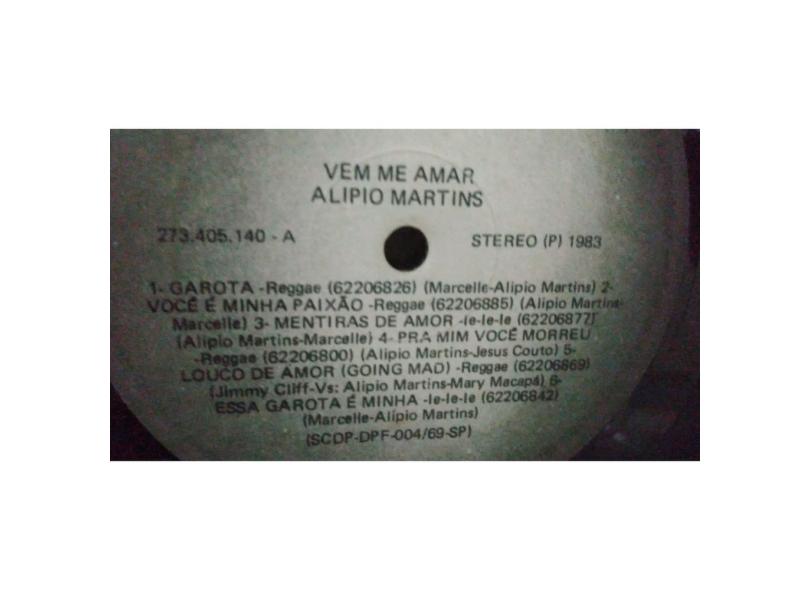 VEM ME AMAR
ALIPIO MARTINS
273.405.140 - A
STEREO (P) 1983
1- GAROTA -Reggae (62206826) (Marcelle-Alipio Martins) 2-
VOCÊ É MINHA PAIXÃO -Reggae (62206885) (Alipio Martins-
Marcelle) 3- MENTIRAS DE AMOR -Ie-Ie-Ie (62206877)
(Alipio Martins-Marcelle) 4- PRA MIM VOCÊ MORREU
-Reggae (62206800) (Alipio Martins-Jesus Couto) 5-
LOUCO DE AMOR (GOING MAD) -Reggae (62206869)
(Jimmy Cliff-Vs: Alipio Martins-Mary Macapá) 6-
ESSA GAROTA É MINHA -Ie-Ie-Ie (62206842)
(Marcelle-Alípio Martins)
(SCDP-DPF-004/69-SP)